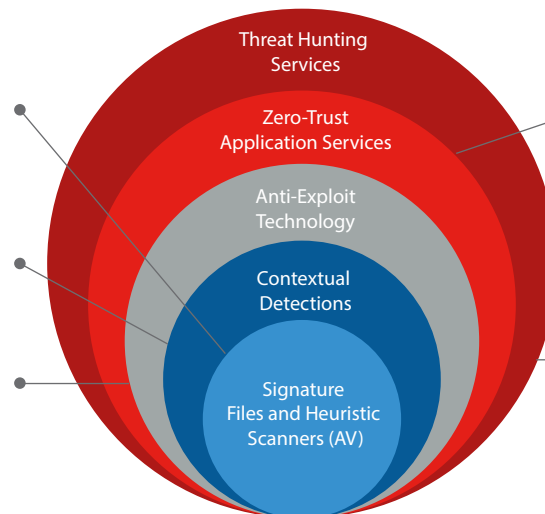 Threat Hunting
Services
Zero-Trust
Application Services
Anti-Exploit
Technology
Contextual
Detections
Signature
Files and Heuristic
Scanners (AV)